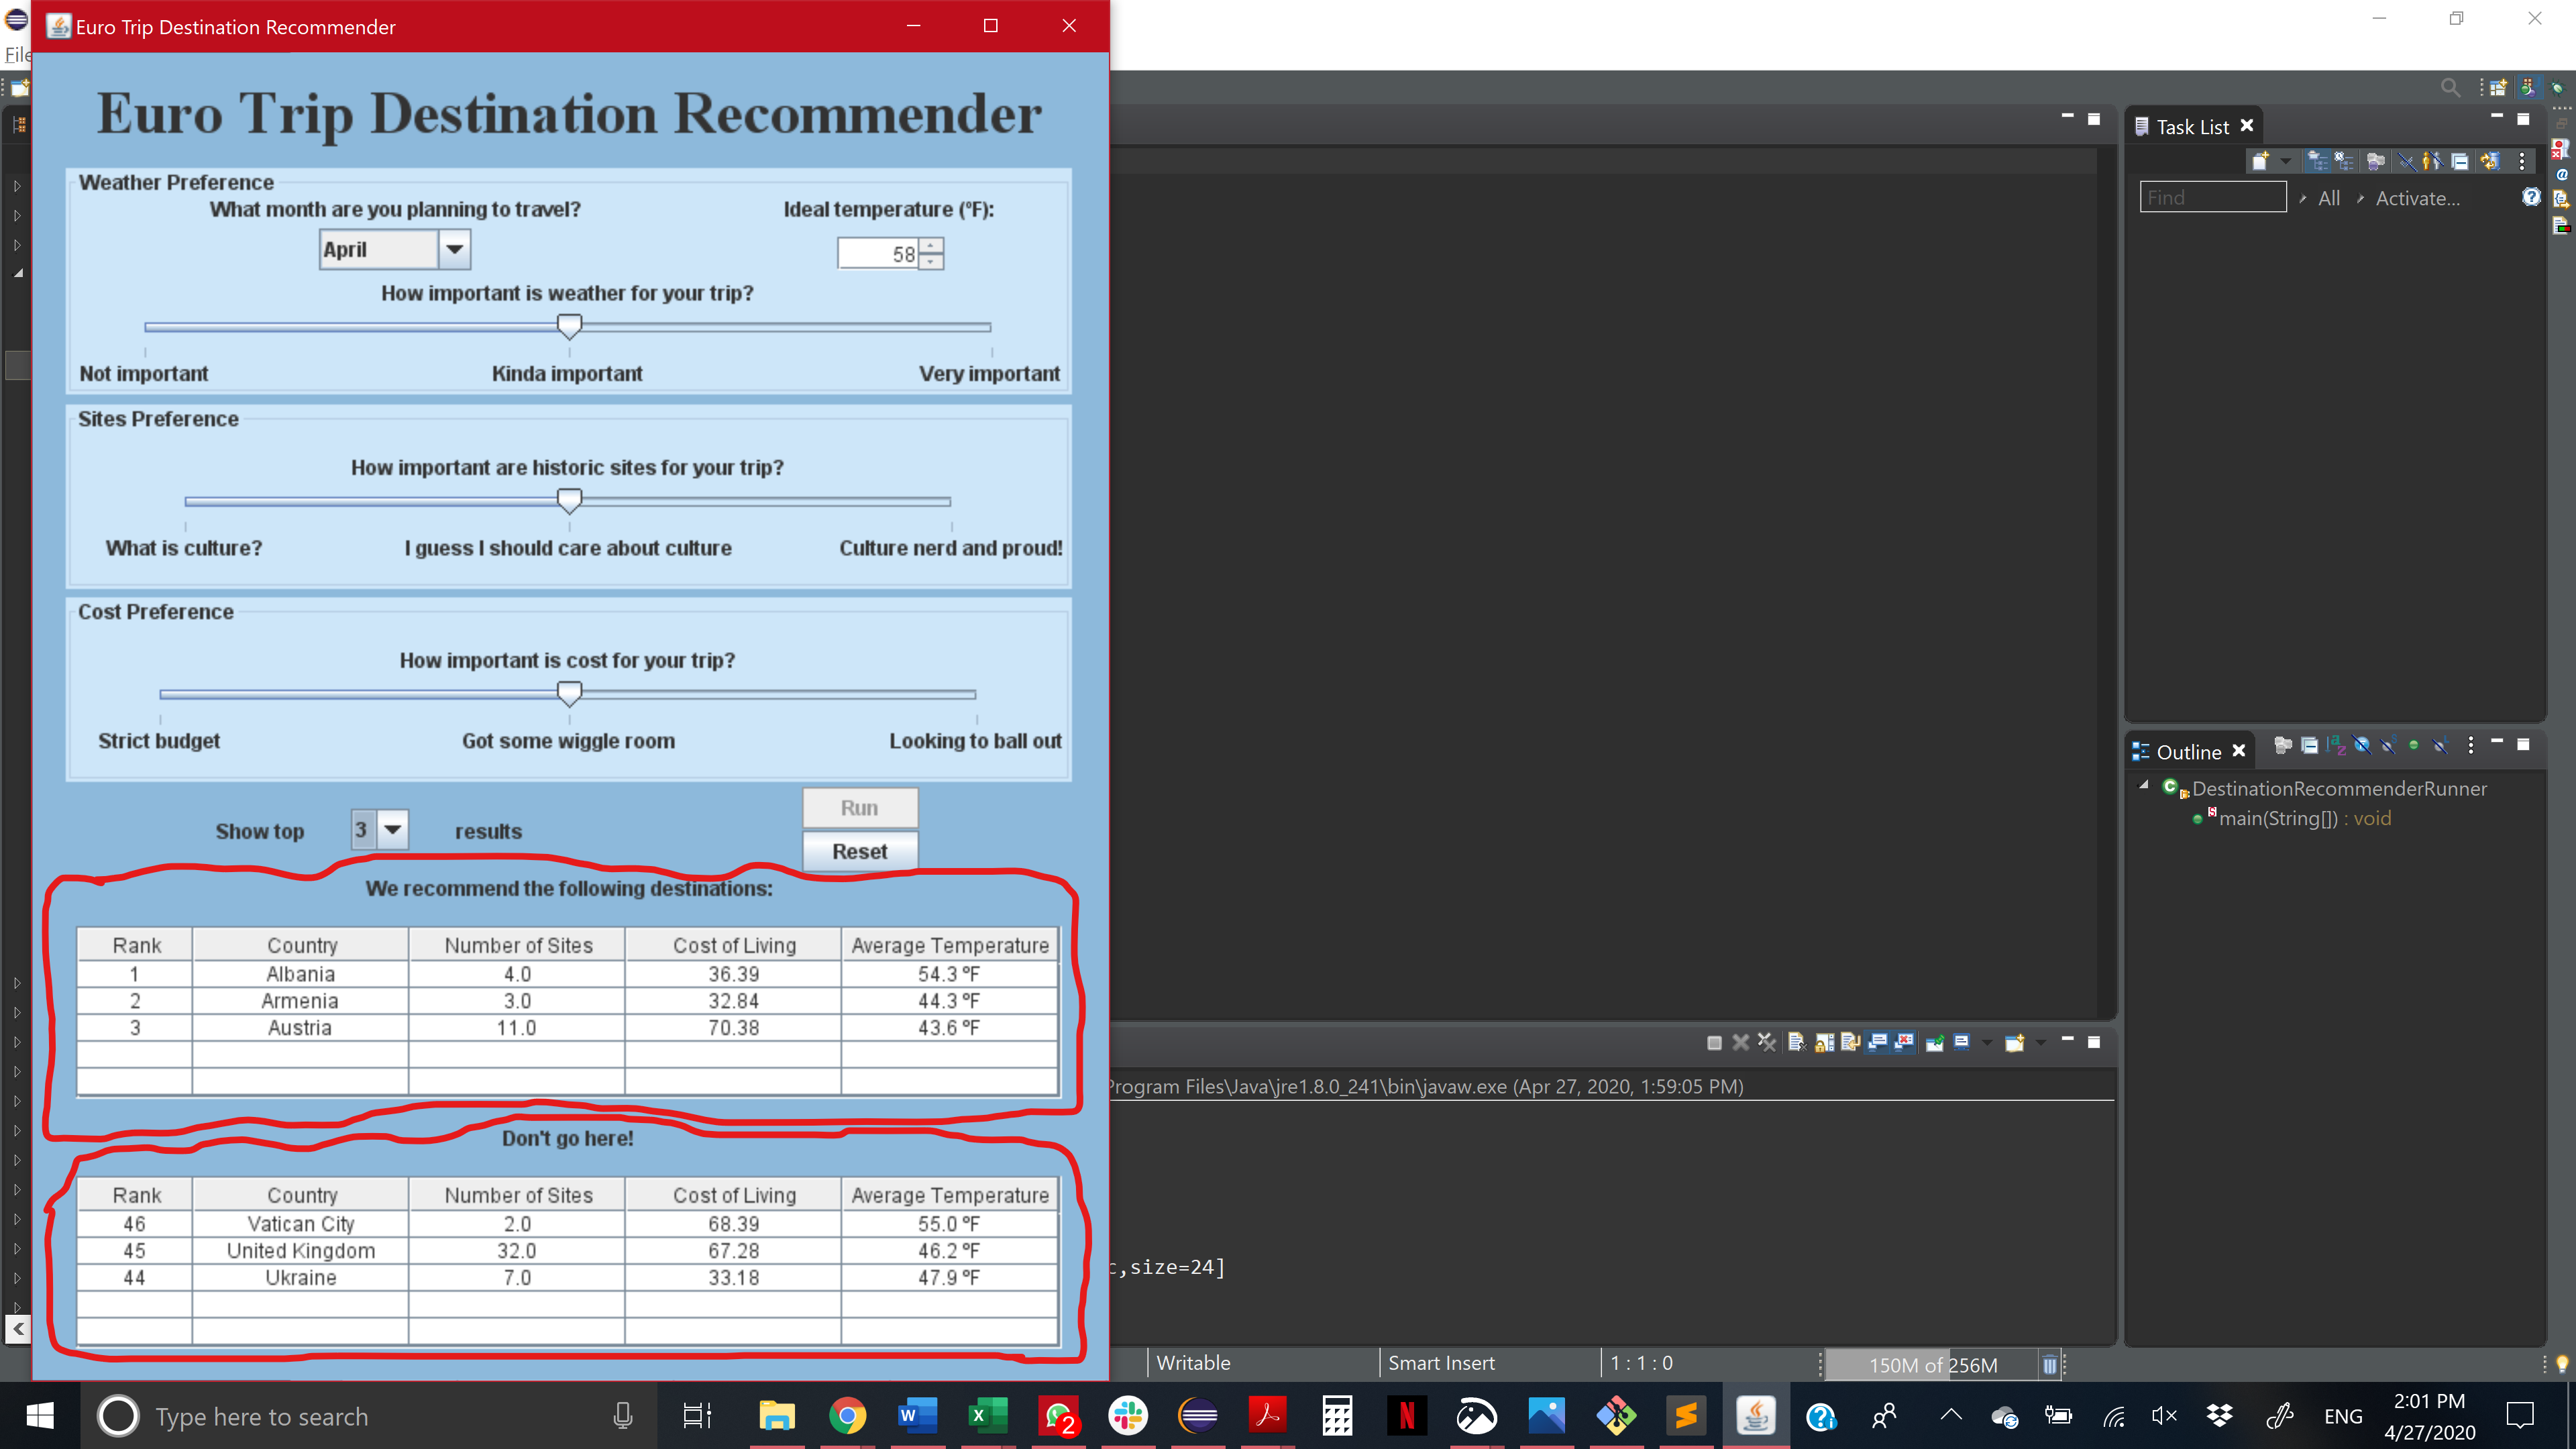 Euro Trip Destination Recommender
File
Euro Trip Destination Recommender
Weather Preference
What month are you planning to travel? Ideal temperature (ºF):
April 58
How important is weather for your trip?
Not important Kinda important Very important
Sites Preference
How important are historic sites for your trip?
What is culture? I guess I should care about culture Culture nerd and proud!
Cost Preference
How important is cost for your trip?
Strict budget Got some wiggle room Looking to ball out
Run
Show top 3 results
Reset
We recommend the following destinations:
Rank Country Number of Sites Cost of Living Average Temperature
1 Albania 4.0 36.39 54.3 ºF
2 Armenia 3.0 32.84 44.3 ºF
3 Austria 11.0 70.38 43.6 ºF
Don't go here!
Rank Country Number of Sites Cost of Living Average Temperature
46 Vatican City 2.0 68.39 55.0 ºF
45 United Kingdom 32.0 67.28 46.2 ºF
44 Ukraine 7.0 33.18 47.9 ºF
Task List
Find All Activate...
Outline
DestinationRecommenderRunner
main(String[]) : void
Program Files\Java\jre1.8.0_241\bin\javaw.exe (Apr 27, 2020, 1:59:05 PM)
c,size=24]
Writable Smart Insert 1 : 1 : 0 150M of 256M
Type here to search 2 ENG 2:01 PM
4/27/2020